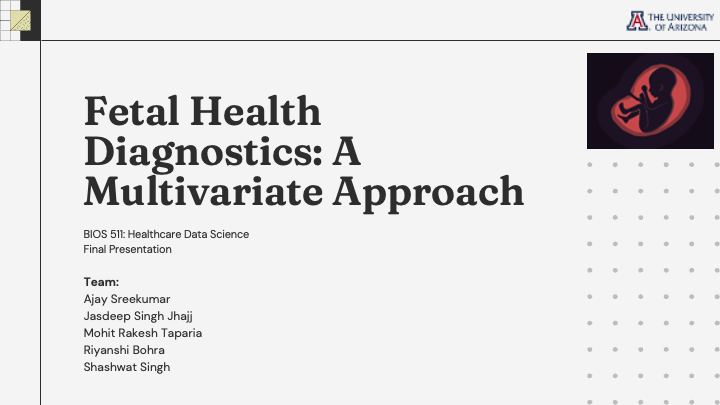 THE UNIVERSITY
OF ARIZONA
Fetal Health
Diagnostics: A
Multivariate Approach
BIOS 511: Healthcare Data Science
Final Presentation
Team:
Ajay Sreekumar
Jasdeep Singh Jhajj
Mohit Rakesh Taparia
Riyanshi Bohra
Shashwat Singh